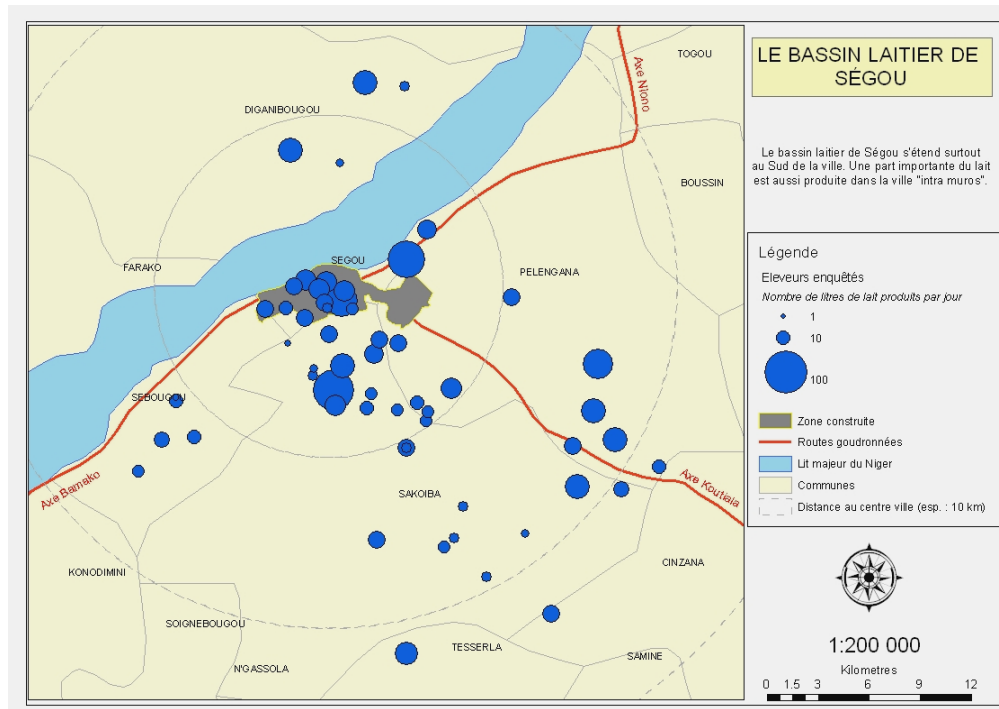 LE BASSIN LAITIER DE
SÉGOU
Le bassin laitier de Ségou s'étend surtout
au Sud de la ville. Une part importante du lait
est aussi produite dans la ville "intra muros".
Légende
Eleveurs enquêtés
Nombre de litres de lait produits par jour
1
10
100
Zone construite
Routes goudronnées
Lit majeur du Niger
Communes
Distance au centre ville (esp. : 10 km)
1:200 000
Kilometres
0 1.5 3 6 9 12
TOGOU
Axe Niono
DIGANIBOUGOU
BOUSSIN
SEGOU
FARAKO
PELENGANA
SEBOUGOU
Axe Bamako
SAKOIBA
Axe Koutiala
KONODIMINI
CINZANA
SOIGNEBOUGOU
TESSERLA
SAMINE
N'GASSOLA